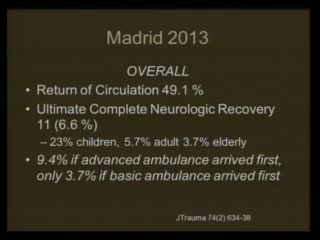 Madrid 2013
OVERALL
• Return of Circulation 49.1 %
• Ultimate Complete Neurologic Recovery
11 (6.6 %)
– 23% children, 5.7% adult 3.7% elderly
• 9.4% if advanced ambulance arrived first,
only 3.7% if basic ambulance arrived first
JTrauma 74(2) 634-38